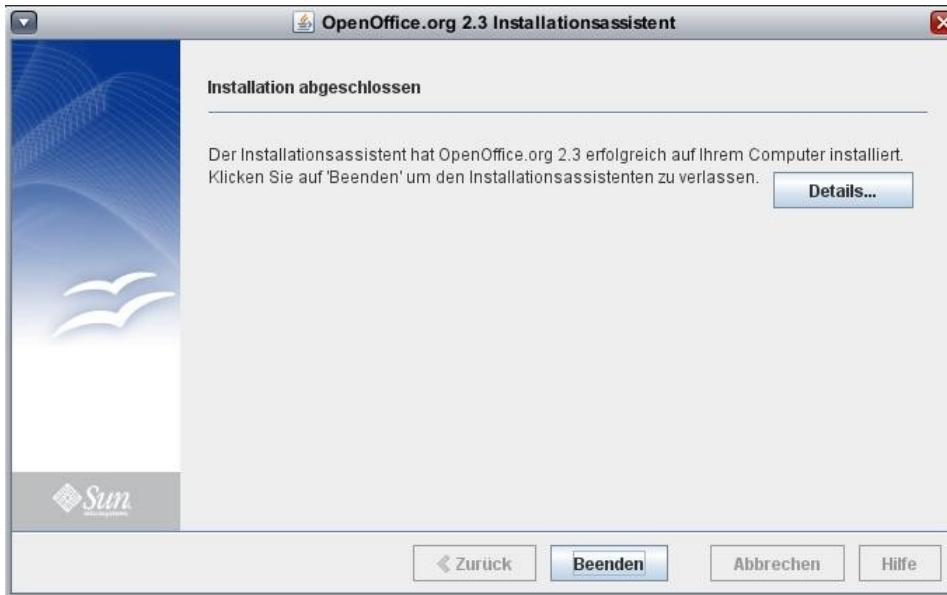 OpenOffice.org 2.3 Installationsassistent
Installation abgeschlossen
Der Installationsassistent hat OpenOffice.org 2.3 erfolgreich auf Ihrem Computer installiert.
Klicken Sie auf 'Beenden' um den Installationsassistenten zu verlassen.
Details...
Sun
Zurück
Beenden
Abbrechen
Hilfe